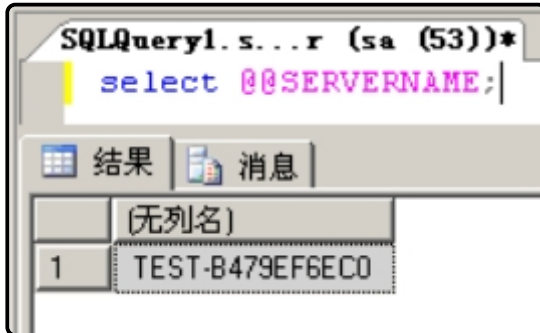 SQLQuery1.s...r (sa (53))*
select @@SERVERNAME;
结果 消息
(无列名)
1 TEST-B479EF6EC0